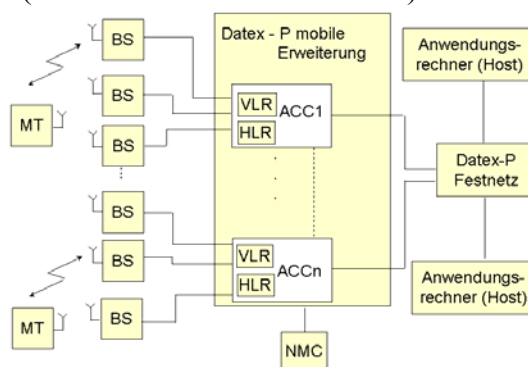 BS
BS
BS
BS
BS
BS
MT
MT
Datex - P mobile
Erweiterung
VLR
HLR
ACC1
VLR
HLR
ACCn
NMC
Anwendungs-
rechner (Host)
Datex-P
Festnetz
Anwendungs-
rechner (Host)